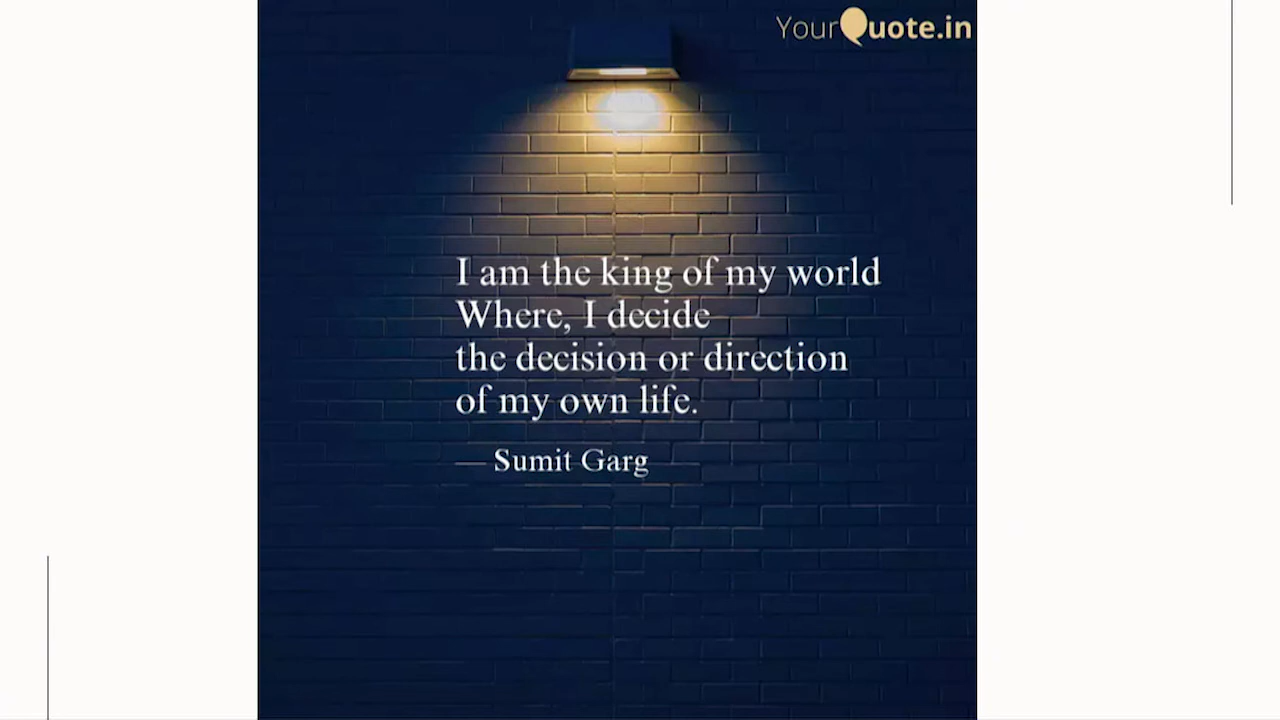 YourQuote.in
I am the king of my world
Where, I decide
the decision or direction
of my own life.
— Sumit Garg